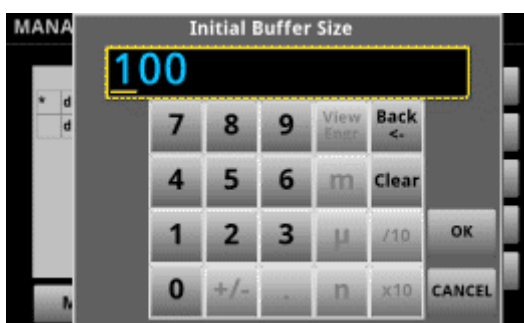 MANA
Initial Buffer Size
100
* d
d
7 8 9 View Engr Back <-
4 5 6 m Clear
1 2 3 µ /10 OK
0 +/- . n x10 CANCEL
M